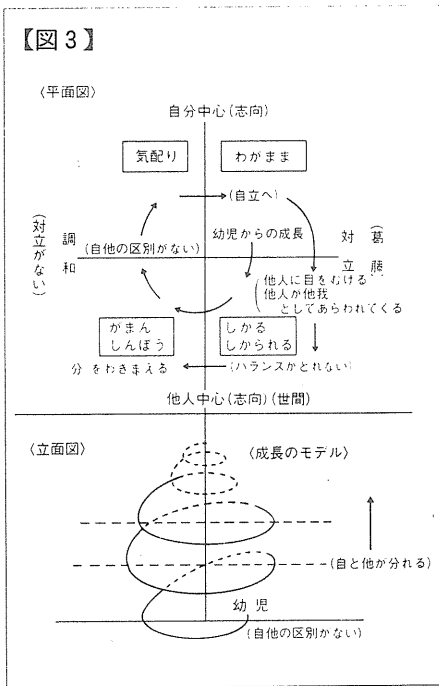 【図3】
〈平面図〉
自分中心(志向)
気配り
わがまま
(自立へ)
幼児からの成長
(自他の区別がない)
調和
(対立がない)
対立
(葛藤)
他人に目をむける
他人が他我
としてあらわれてくる
がまん
しんぼう
しかる
しかられる
分をわきまえる
(バランスがとれない)
他人中心(志向)(世間)
〈立面図〉
〈成長のモデル〉
(自と他が分れる)
幼児
(自他の区別がない)